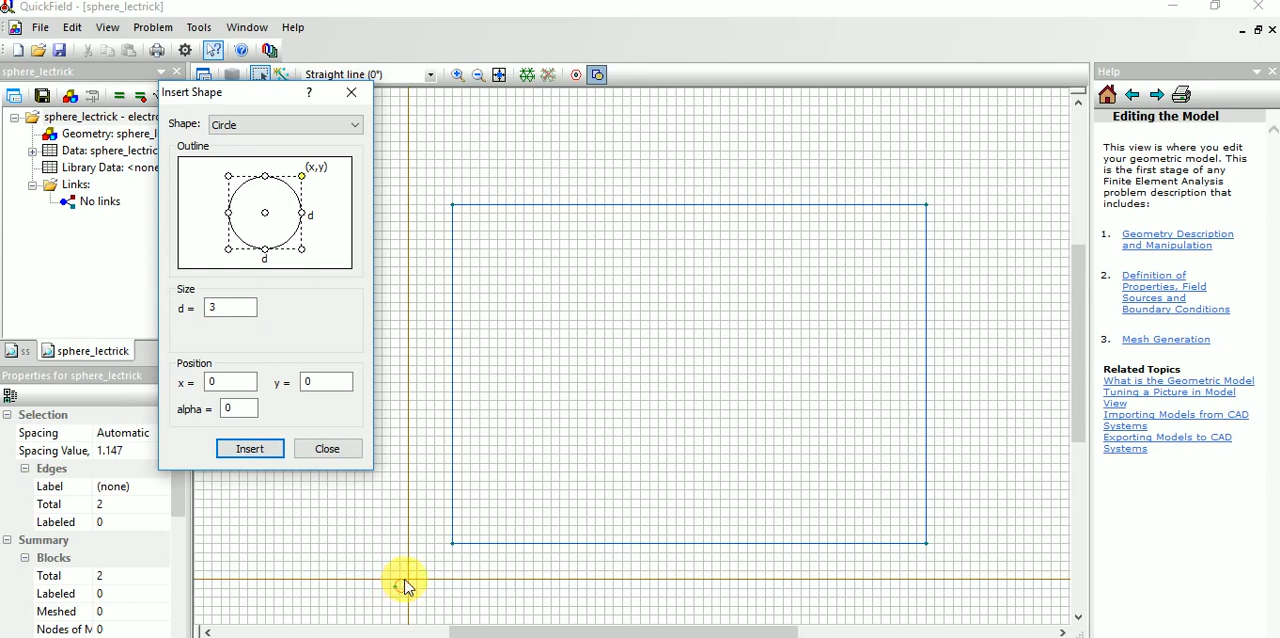 QuickField - [sphere_lectrick]
File Edit View Problem Tools Window Help
sphere_lectrick
Straight line (0°)
Help
Insert Shape
?
Shape: Circle
Outline
(x,y)
d
d
Size
d = 3
Position
x = 0 y = 0
alpha = 0
Insert Close
sphere_lectrick - electro
Geometry: sphere_l
Data: sphere_lectric
Library Data: <none
Links:
No links
ss sphere_lectrick
Properties for sphere_lectrick
Selection
Spacing Automatic
Spacing Value, 1.147
Edges
Label (none)
Total 2
Labeled 0
Summary
Blocks
Total 2
Labeled 0
Meshed 0
Nodes of M 0
Editing the Model
This view is where you edit
your geometric model. This
is the first stage of any
Finite Element Analysis
problem description that
includes:
1. Geometry Description
and Manipulation
2. Definition of
Properties, Field
Sources and
Boundary Conditions
3. Mesh Generation
Related Topics
What is the Geometric Model
Tuning a Picture in Model
View
Importing Models from CAD
Systems
Exporting Models to CAD
Systems